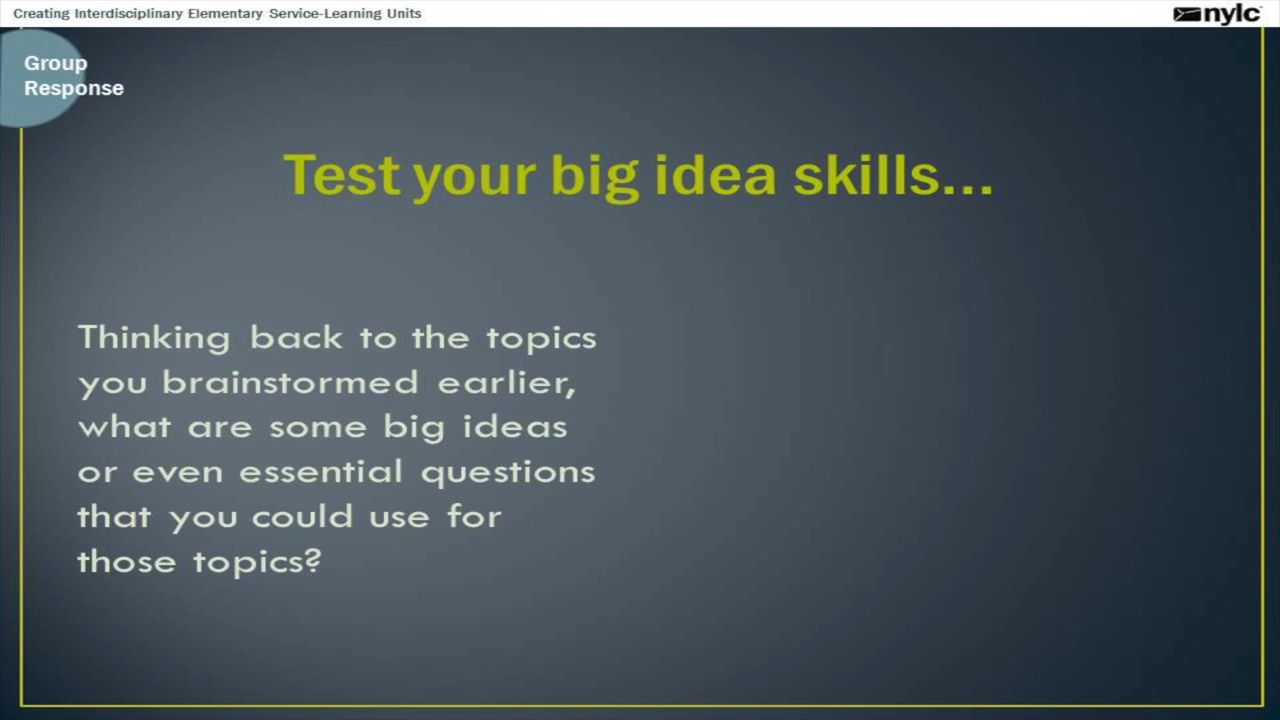 Creating Interdisciplinary Elementary Service-Learning Units
nylc
Group
Response
Test your big idea skills...
Thinking back to the topics
you brainstormed earlier,
what are some big ideas
or even essential questions
that you could use for
those topics?